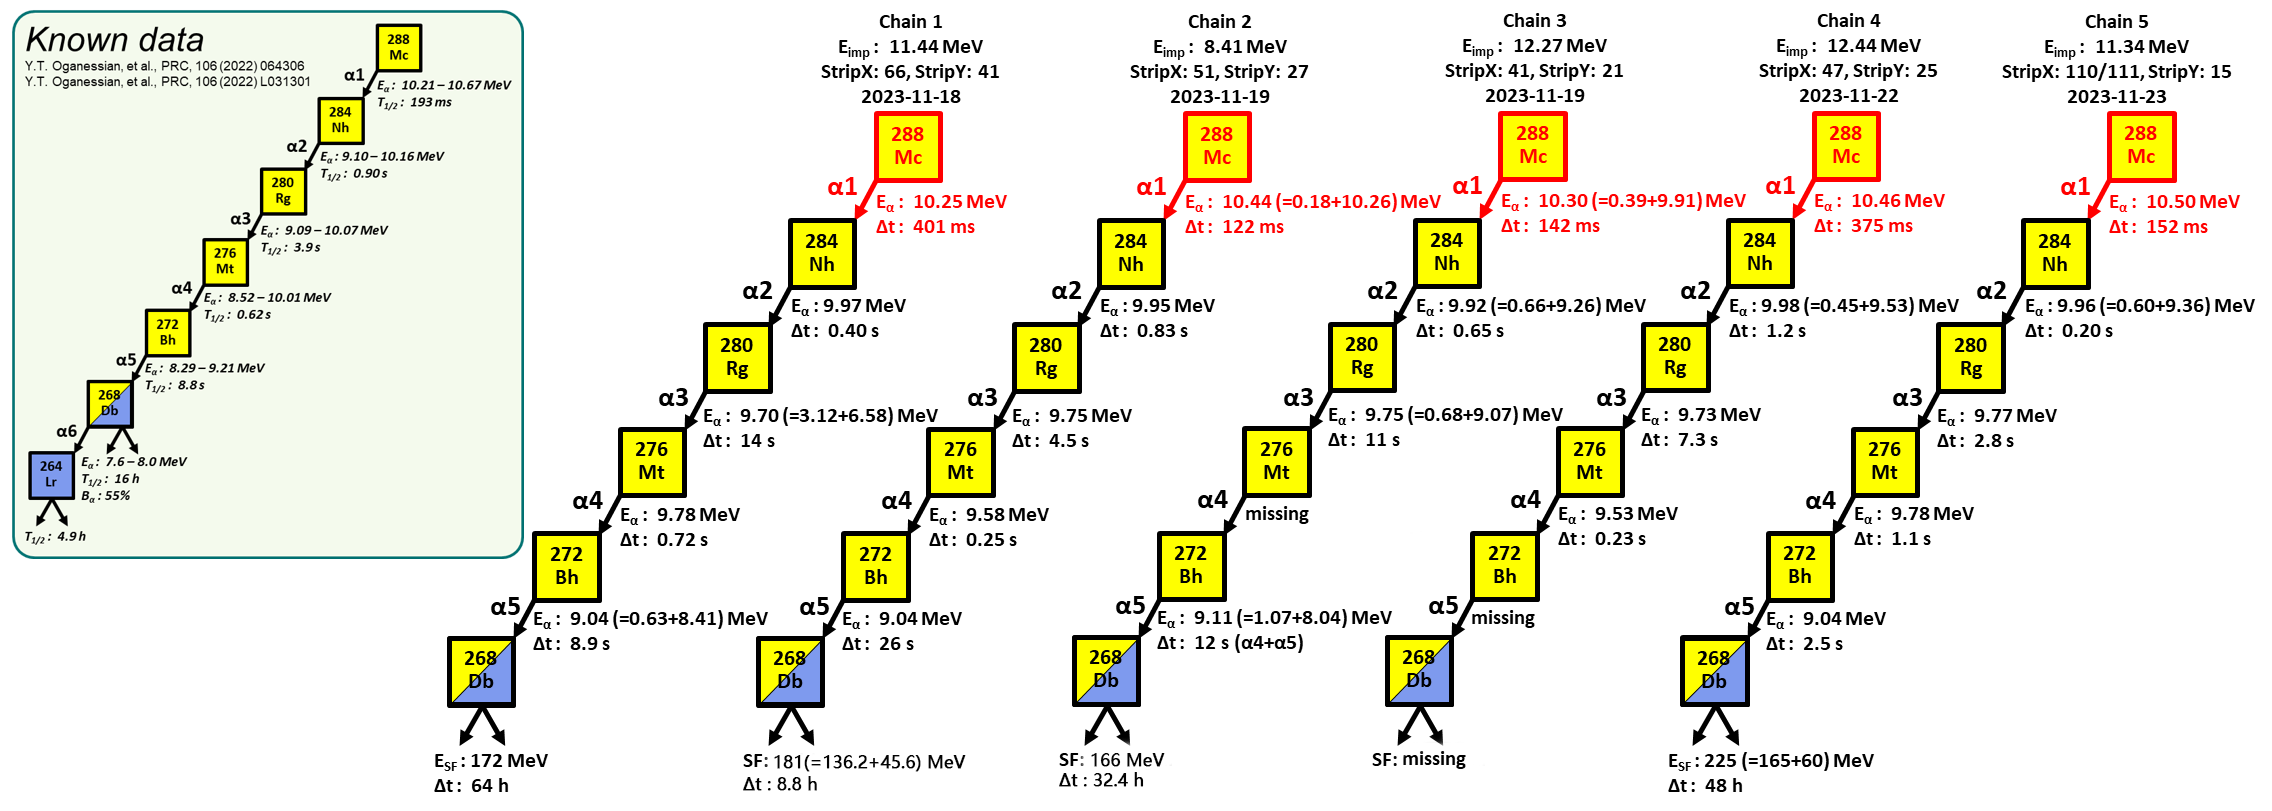 Known data
Y.T. Oganessian, et al., PRC, 106 (2022) 064306
Y.T. Oganessian, et al., PRC, 106 (2022) L031301
288
Mc
α1
Eα: 10.21 – 10.67 MeV
T1/2 : 193 ms
284
Nh
α2
Eα: 9.10 – 10.16 MeV
T1/2 : 0.90 s
280
Rg
α3
Eα: 9.09 – 10.07 MeV
T1/2 : 3.9 s
276
Mt
α4
Eα: 8.52 – 10.01 MeV
T1/2 : 0.62 s
272
Bh
α5
Eα: 8.29 – 9.21 MeV
T1/2 : 8.8 s
268
Db
α6
Eα: 7.6 – 8.0 MeV
T1/2 : 16 h
Bα : 55%
264
Lr
T1/2 : 4.9 h
Chain 1
Eimp : 11.44 MeV
StripX: 66, StripY: 41
2023-11-18
288
Mc
α1
Eα : 10.25 MeV
Δt : 401 ms
284
Nh
α2
Eα : 9.97 MeV
Δt : 0.40 s
280
Rg
α3
Eα : 9.70 (=3.12+6.58) MeV
Δt : 14 s
276
Mt
α4
Eα : 9.78 MeV
Δt : 0.72 s
272
Bh
α5
Eα : 9.04 (=0.63+8.41) MeV
Δt : 8.9 s
268
Db
ESF : 172 MeV
Δt : 64 h
Chain 2
Eimp : 8.41 MeV
StripX: 51, StripY: 27
2023-11-19
288
Mc
α1
Eα : 10.44 (=0.18+10.26) MeV
Δt : 122 ms
284
Nh
α2
Eα : 9.95 MeV
Δt : 0.83 s
280
Rg
α3
Eα : 9.75 MeV
Δt : 4.5 s
276
Mt
α4
Eα : 9.58 MeV
Δt : 0.25 s
272
Bh
α5
Eα : 9.04 MeV
Δt : 26 s
268
Db
SF: 181(=136.2+45.6) MeV
Δt : 8.8 h
Chain 3
Eimp : 12.27 MeV
StripX: 41, StripY: 21
2023-11-19
288
Mc
α1
Eα : 10.30 (=0.39+9.91) MeV
Δt : 142 ms
284
Nh
α2
Eα : 9.92 (=0.66+9.26) MeV
Δt : 0.65 s
280
Rg
α3
Eα : 9.75 (=0.68+9.07) MeV
Δt : 11 s
276
Mt
α4
missing
272
Bh
α5
Eα : 9.11 (=1.07+8.04) MeV
Δt : 12 s (α4+α5)
268
Db
SF: 166 MeV
Δt : 32.4 h
Chain 4
Eimp : 12.44 MeV
StripX: 47, StripY: 25
2023-11-22
288
Mc
α1
Eα : 10.46 MeV
Δt : 375 ms
284
Nh
α2
Eα : 9.98 (=0.45+9.53) MeV
Δt : 1.2 s
280
Rg
α3
Eα : 9.73 MeV
Δt : 7.3 s
276
Mt
α4
Eα : 9.53 MeV
Δt : 0.23 s
272
Bh
α5
missing
268
Db
SF: missing
Chain 5
Eimp : 11.34 MeV
StripX: 110/111, StripY: 15
2023-11-23
288
Mc
α1
Eα : 10.50 MeV
Δt : 152 ms
284
Nh
α2
Eα : 9.96 (=0.60+9.36) MeV
Δt : 0.20 s
280
Rg
α3
Eα : 9.77 MeV
Δt : 2.8 s
276
Mt
α4
Eα : 9.78 MeV
Δt : 1.1 s
272
Bh
α5
Eα : 9.04 MeV
Δt : 2.5 s
268
Db
ESF : 225 (=165+60) MeV
Δt : 48 h